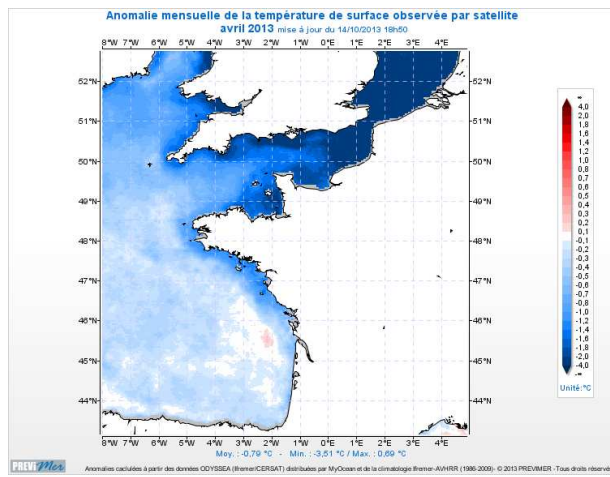 Anomalie mensuelle de la température de surface observée par satellite
avril 2013 mise à jour du 14/10/2013 18h50
8°W 7°W 6°W 5°W 4°W 3°W 2°W 1°W 0°E 1°E 2°E 3°E 4°E
52°N 52°N
51°N 51°N
50°N 50°N
49°N 49°N
48°N 48°N
47°N 47°N
46°N 46°N
45°N 45°N
44°N 44°N
8°W 7°W 6°W 5°W 4°W 3°W 2°W 1°W 0°E 1°E 2°E 3°E 4°E
∞
4,0
2,0
1,8
1,6
1,4
1,2
1,0
0,8
0,6
0,5
0,4
0,3
0,2
0,1
-0,1
-0,2
-0,3
-0,4
-0,5
-0,6
-0,8
-1,0
-1,2
-1,4
-1,6
-1,8
-2,0
-4,0
-∞
Unité:°C
Moy. : -0,79 °C - Min. : -3,51 °C / Max. : 0,69 °C
PREVIMER
Anomalies caclulées à partir des données ODYSSEA (Ifremer/CERSAT) distribuées par MyOcean et de la climatologie Ifremer-AVHRR (1986-2009)- © 2013 PREVIMER -Tous droits réservés